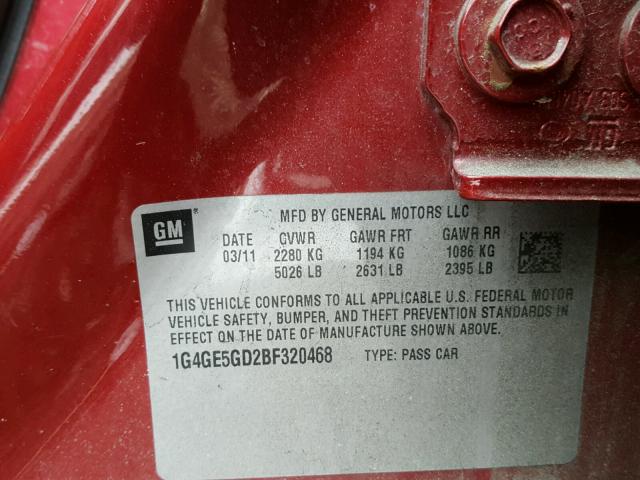 GM®
MFD BY GENERAL MOTORS LLC
DATE GVWR GAWR FRT GAWR RR
03/11 2280 KG 1194 KG 1086 KG
5026 LB 2631 LB 2395 LB
THIS VEHICLE CONFORMS TO ALL APPLICABLE U.S. FEDERAL MOTOR
VEHICLE SAFETY, BUMPER, AND THEFT PREVENTION STANDARDS IN
EFFECT ON THE DATE OF MANUFACTURE SHOWN ABOVE.
1G4GE5GD2BF320468 TYPE: PASS CAR